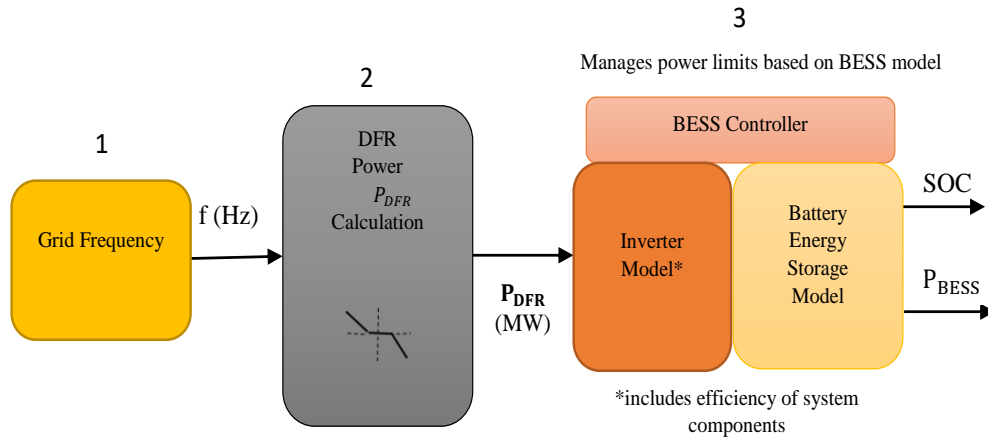 3
Manages power limits based on BESS model
2
BESS Controller
1
DFR
Power
P_DFR
Calculation
SOC
f (Hz)
Grid Frequency
Inverter
Model*
Battery
Energy
Storage
Model
P_BESS
P_DFR
(MW)
*includes efficiency of system
components